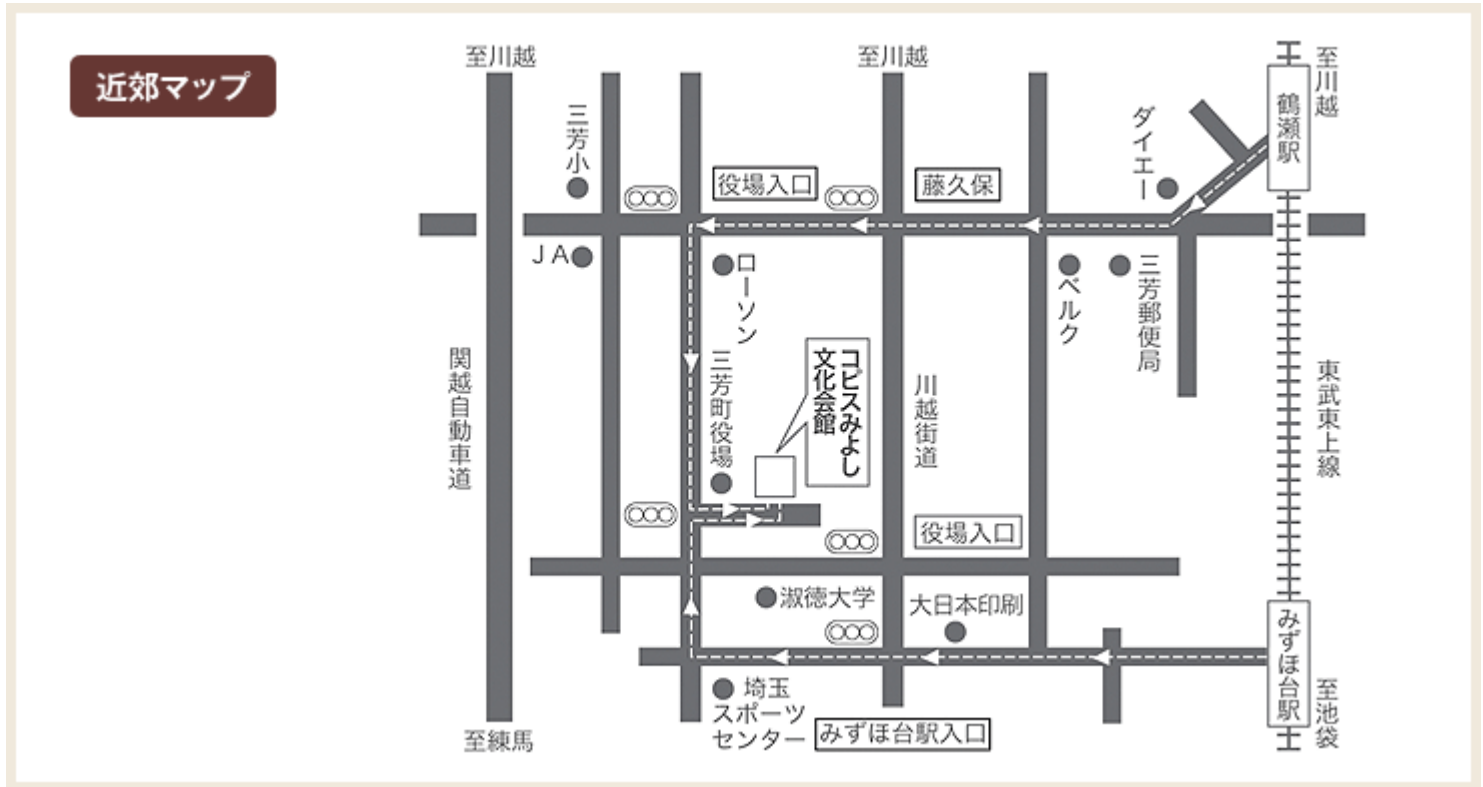 近郊マップ
至川越
至川越
至川越
鶴瀬駅
三芳小
ダイエー
役場入口
藤久保
JA
ローソン
ベルク
三芳郵便局
関越自動車道
三芳町役場
コピスみよし
文化会館
川越街道
東武東上線
役場入口
淑徳大学
大日本印刷
みずほ台駅
埼玉
スポーツ
センター
みずほ台駅入口
至練馬
至池袋